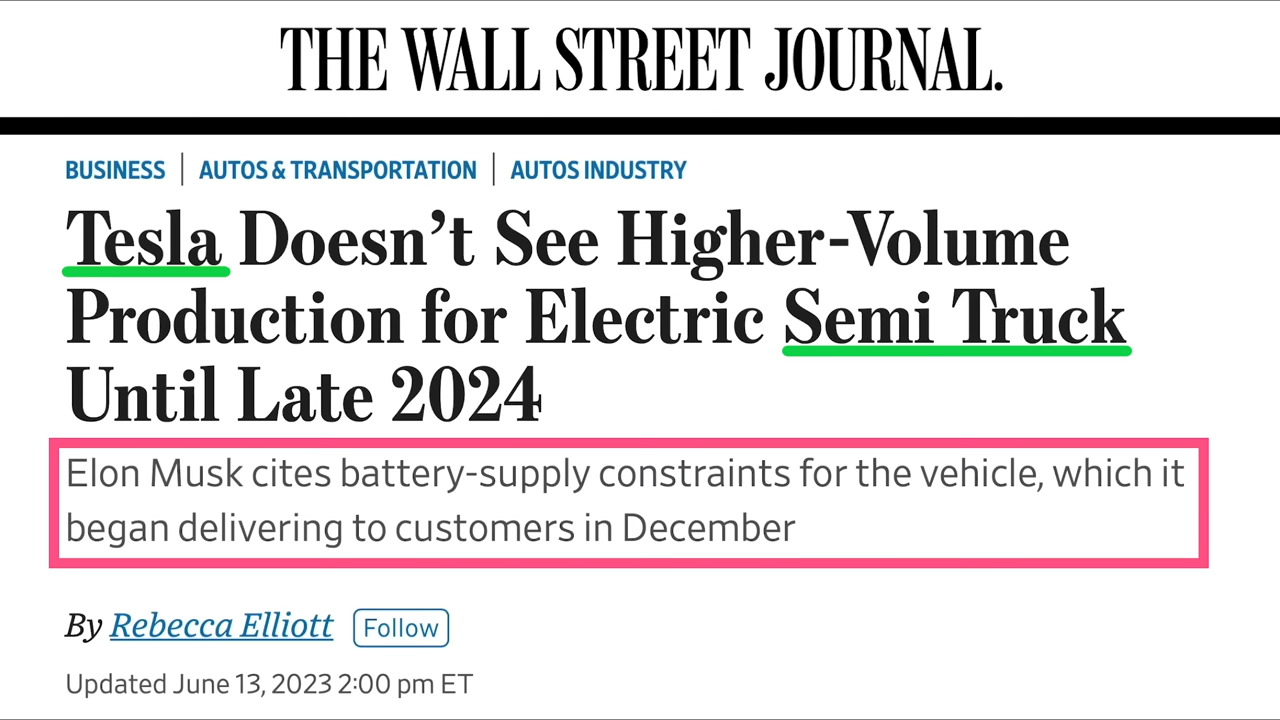 THE WALL STREET JOURNAL.
BUSINESS | AUTOS & TRANSPORTATION | AUTOS INDUSTRY
Tesla Doesn’t See Higher-Volume
Production for Electric Semi Truck
Until Late 2024
Elon Musk cites battery-supply constraints for the vehicle, which it
began delivering to customers in December
By Rebecca Elliott Follow
Updated June 13, 2023 2:00 pm ET